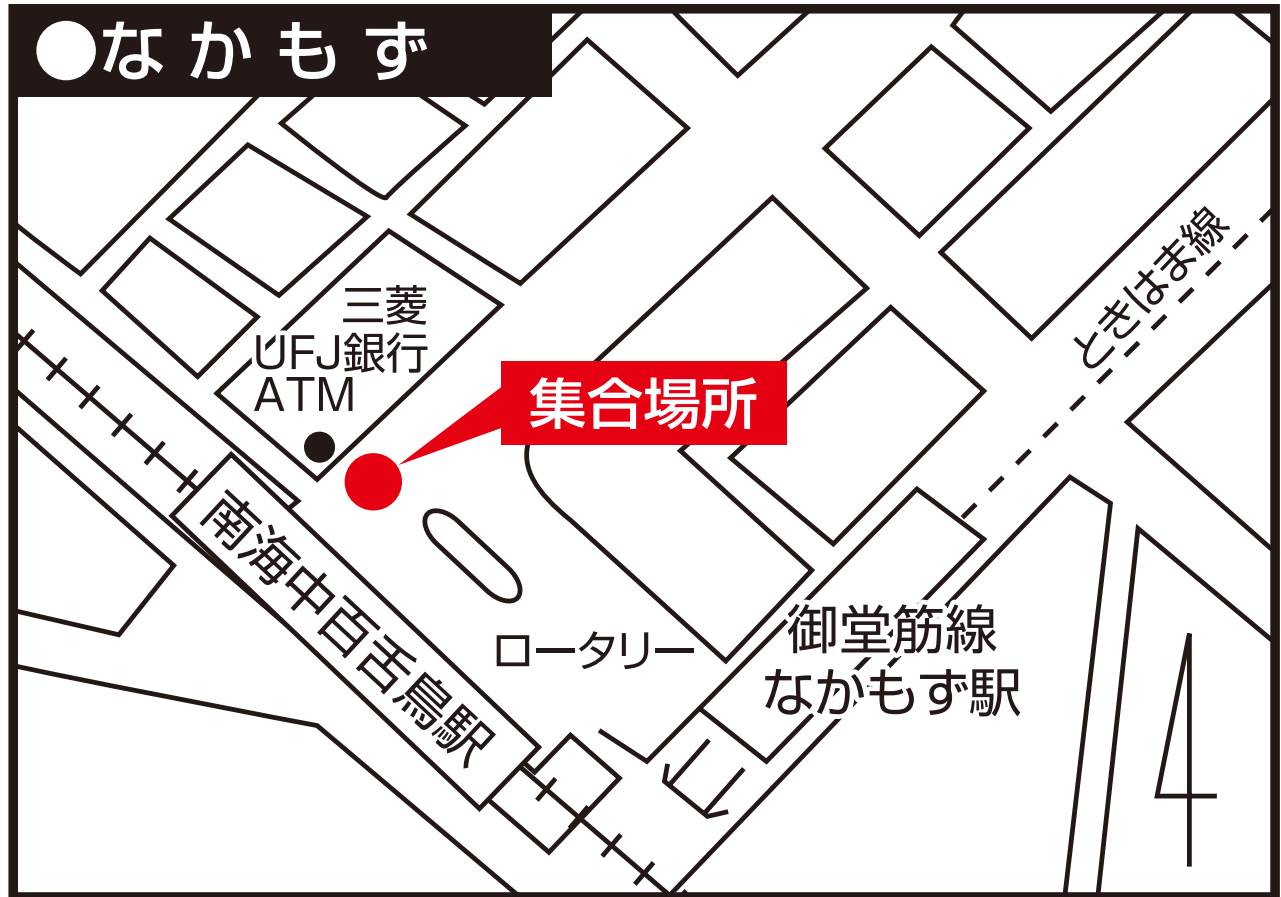 ●なかもず
三菱
UFJ銀行
ATM
集合場所
ときはま線
南海中百舌鳥駅
ロータリー
御堂筋線
なかもず駅